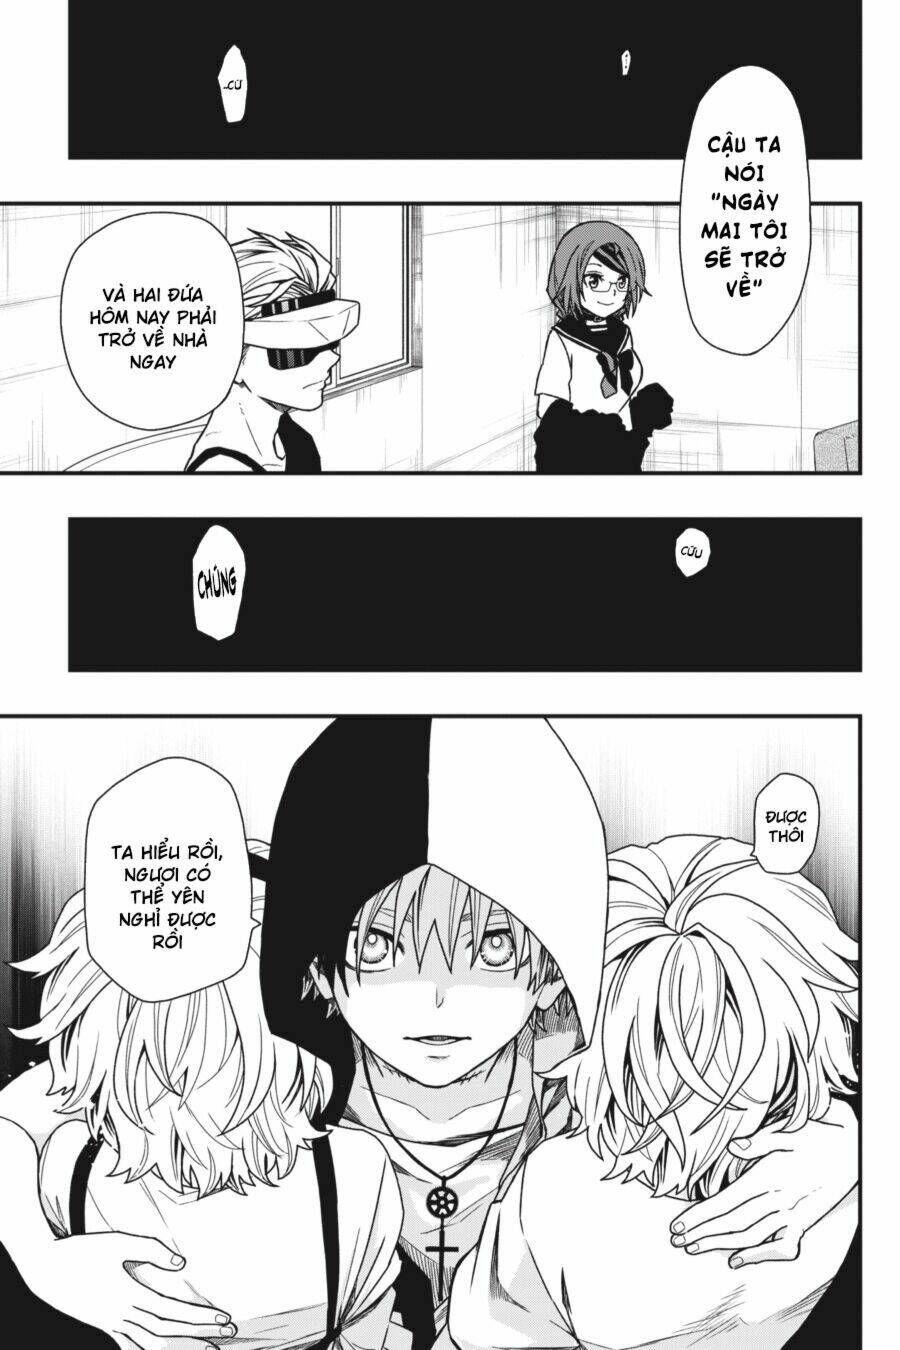 !
..CỨ
CẬU TA
NÓI
"NGÀY
MAI TÔI
SẼ TRỞ
VỀ"
VÀ HAI ĐỨA
HÔM NAY PHẢI
TRỞ VỀ NHÀ
NGAY
CỨU
CHÚNG
ĐƯỢC
THÔI
TA HIỂU RỒI,
NGƯƠI CÓ
THỂ YÊN
NGHỈ ĐƯỢC
RỒI